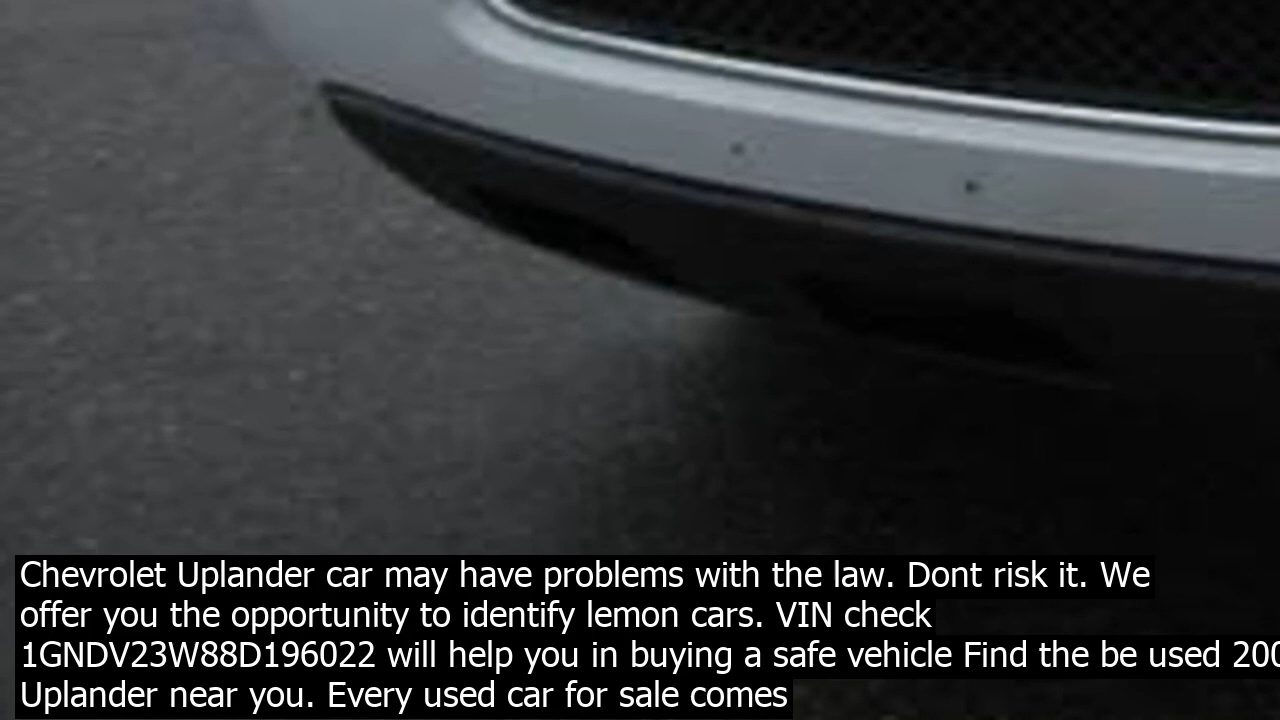 Chevrolet Uplander car may have problems with the law. Dont risk it. We
offer you the opportunity to identify lemon cars. VIN check
1GNDV23W88D196022 will help you in buying a safe vehicle Find the be used 200
Uplander near you. Every used car for sale comes